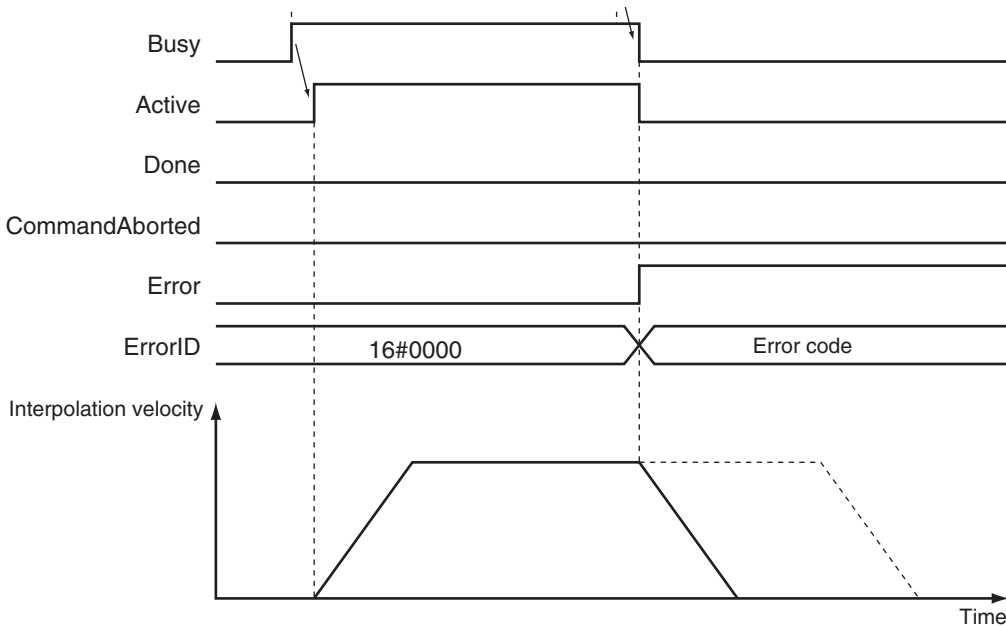 Busy
Active
Done
CommandAborted
Error
ErrorID
16#0000
Error code
Interpolation velocity
Time